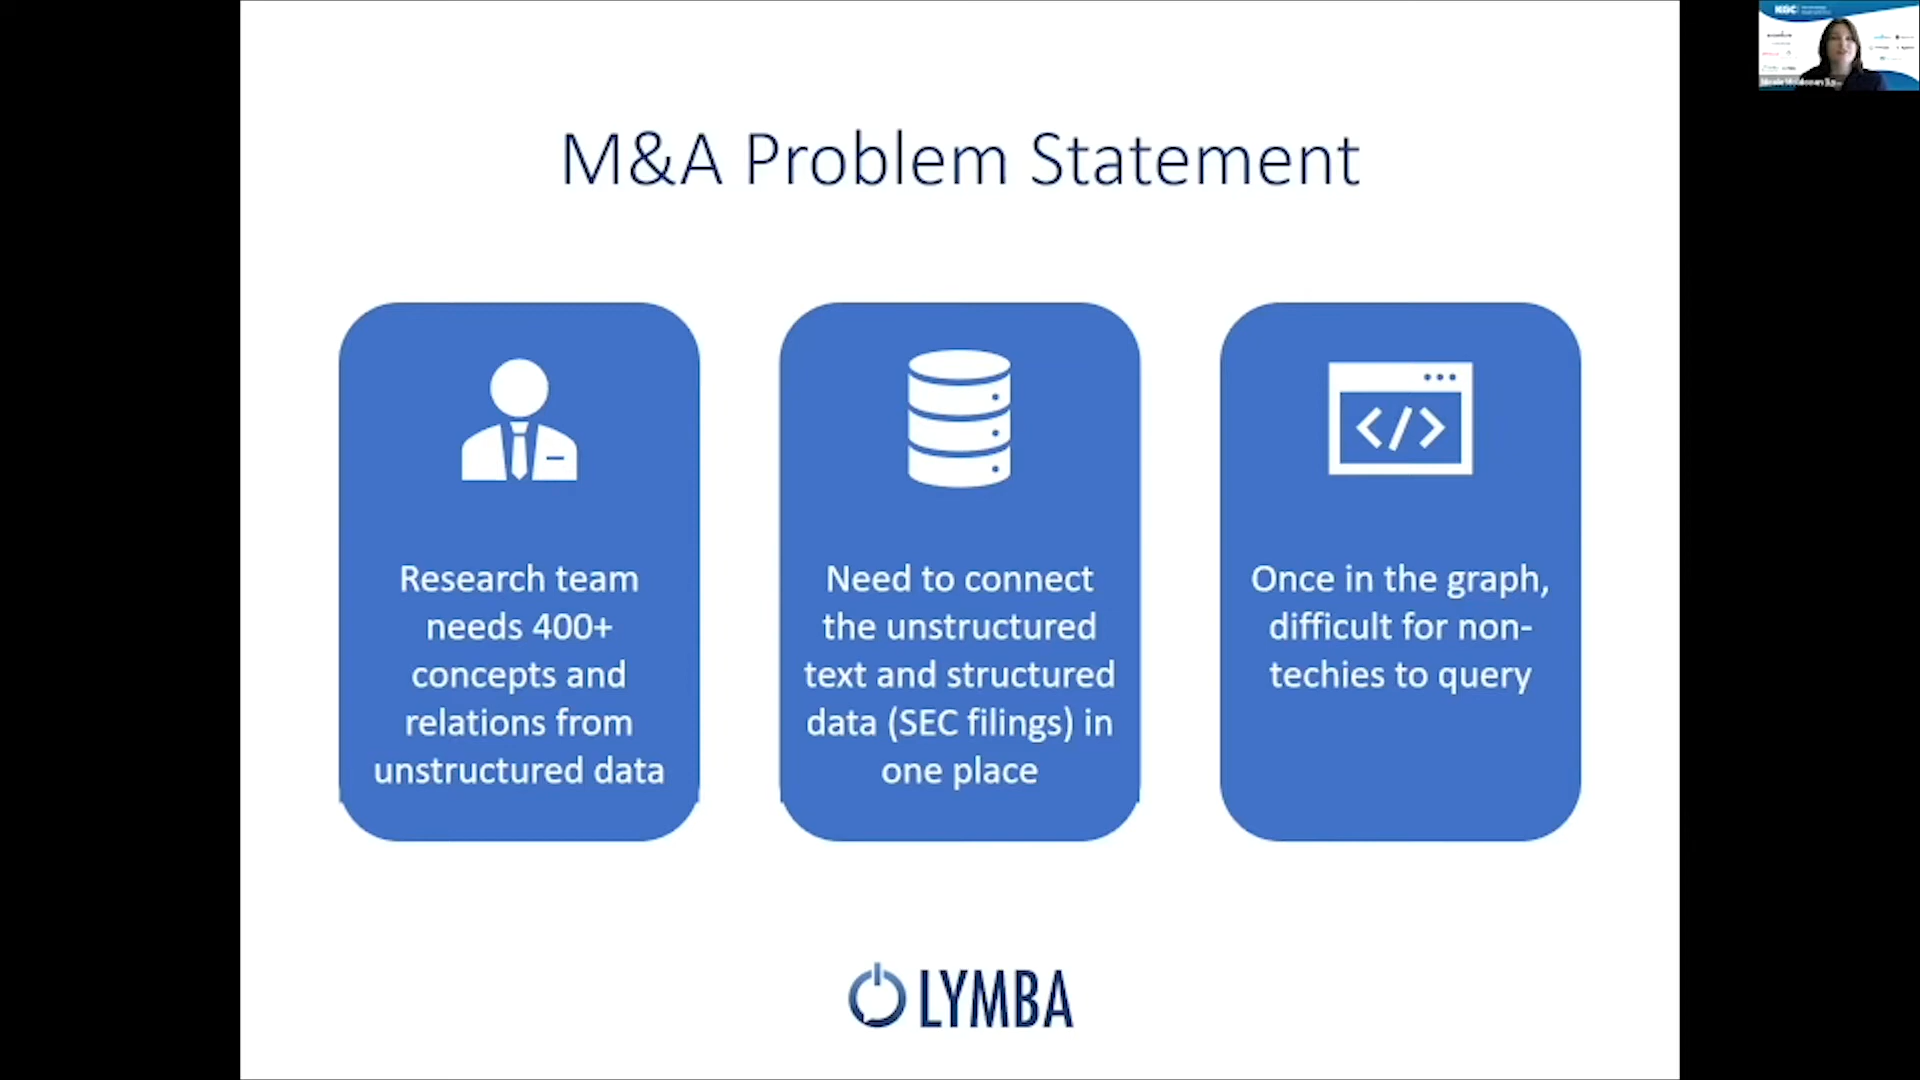 M&A Problem Statement
Research team
needs 400+
concepts and
relations from
unstructured data
Need to connect
the unstructured
text and structured
data (SEC filings) in
one place
Once in the graph,
difficult for non-
techies to query
LYMBA
KGC